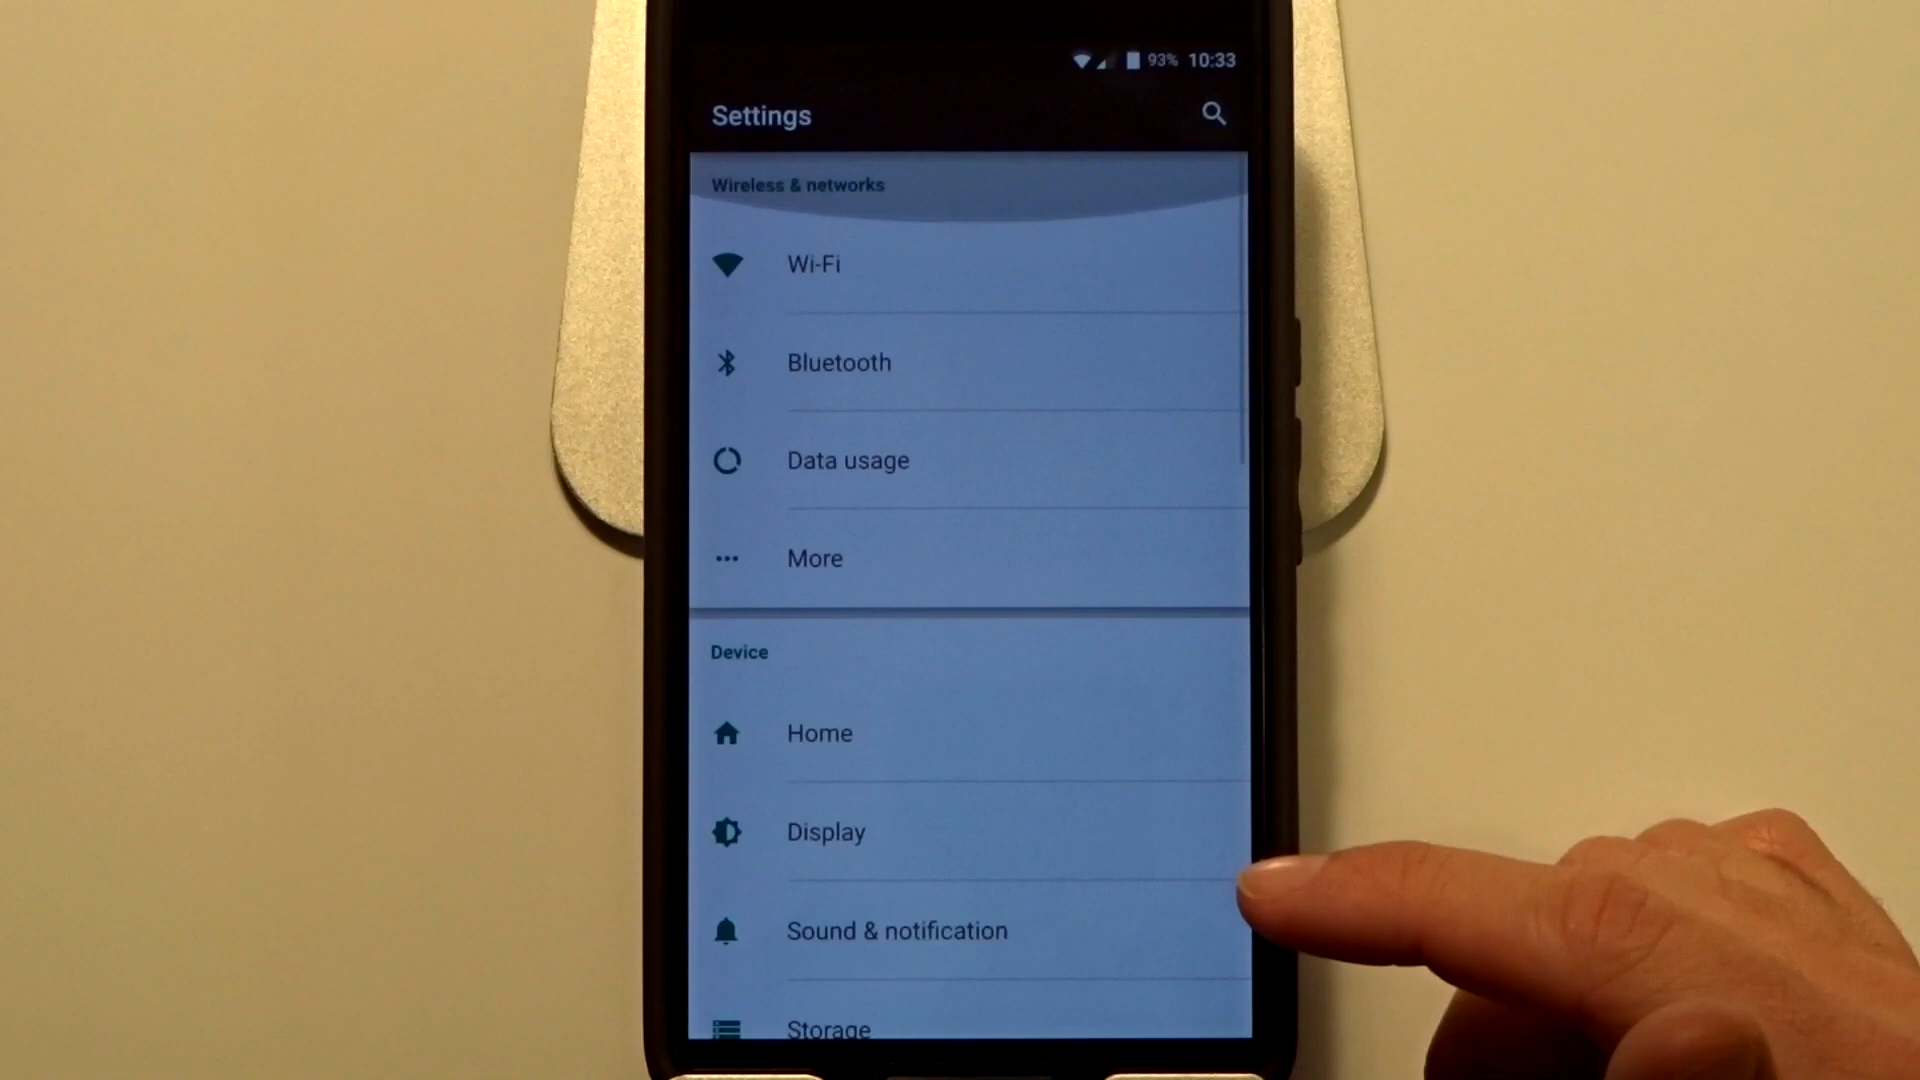 93% 10:33
Settings
Wireless & networks
Wi-Fi
Bluetooth
Data usage
More
Device
Home
Display
Sound & notification
Storage